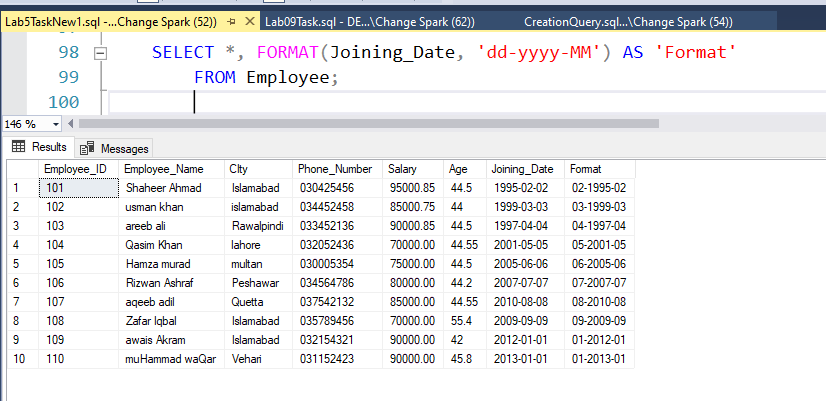 Lab5TaskNew1.sql -...Change Spark (52)) Lab09Task.sql - DE...\Change Spark (62)) CreationQuery.sql...\Change Spark (54))
98 SELECT *, FORMAT(Joining_Date, 'dd-yyyy-MM') AS 'Format'
99 FROM Employee;
100
146 %
Results Messages
Employee_ID Employee_Name CIty Phone_Number Salary Age Joining_Date Format
1 101 Shaheer Ahmad Islamabad 030425456 95000.85 44.5 1995-02-02 02-1995-02
2 102 usman khan islamabad 034452458 85000.75 44 1999-03-03 03-1999-03
3 103 areeb ali Rawalpindi 033452136 90000.85 44.5 1997-04-04 04-1997-04
4 104 Qasim Khan lahore 032052436 70000.00 44.55 2001-05-05 05-2001-05
5 105 Hamza murad multan 030005354 75000.00 44.5 2005-06-06 06-2005-06
6 106 Rizwan Ashraf Peshawar 034564786 80000.00 44.2 2007-07-07 07-2007-07
7 107 aqeeb adil Quetta 037542132 85000.00 44.55 2010-08-08 08-2010-08
8 108 Zafar Iqbal Islamabad 035789456 70000.00 55.4 2009-09-09 09-2009-09
9 109 awais Akram Islamabad 032154321 90000.00 42 2012-01-01 01-2012-01
10 110 muHammad waQar Vehari 031152423 90000.00 45.8 2013-01-01 01-2013-01